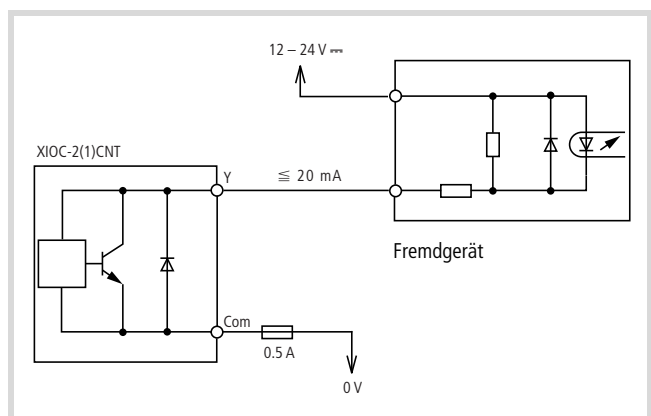 12 – 24 V ⎓
XIOC-2(1)CNT
Y
≦ 20 mA
Fremdgerät
Com
0.5 A
0 V